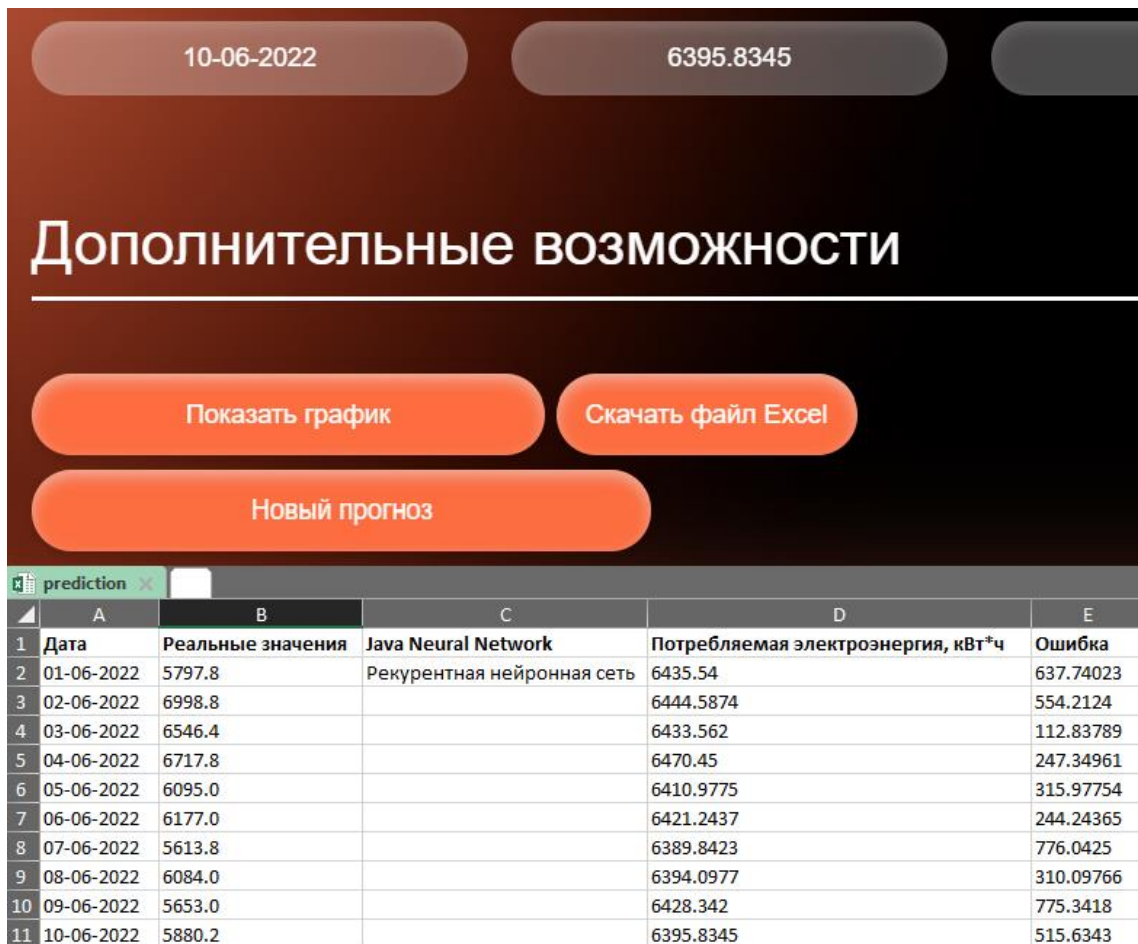 10-06-2022 6395.8345
Дополнительные возможности
Показать график Скачать файл Excel
Новый прогноз
prediction
A B C D E
1 Дата Реальные значения Java Neural Network Потребляемая электроэнергия, кВт*ч Ошибка
2 01-06-2022 5797.8 Рекурентная нейронная сеть 6435.54 637.74023
3 02-06-2022 6998.8 6444.5874 554.2124
4 03-06-2022 6546.4 6433.562 112.83789
5 04-06-2022 6717.8 6470.45 247.34961
6 05-06-2022 6095.0 6410.9775 315.97754
7 06-06-2022 6177.0 6421.2437 244.24365
8 07-06-2022 5613.8 6389.8423 776.0425
9 08-06-2022 6084.0 6394.0977 310.09766
10 09-06-2022 5653.0 6428.342 775.3418
11 10-06-2022 5880.2 6395.8345 515.6343